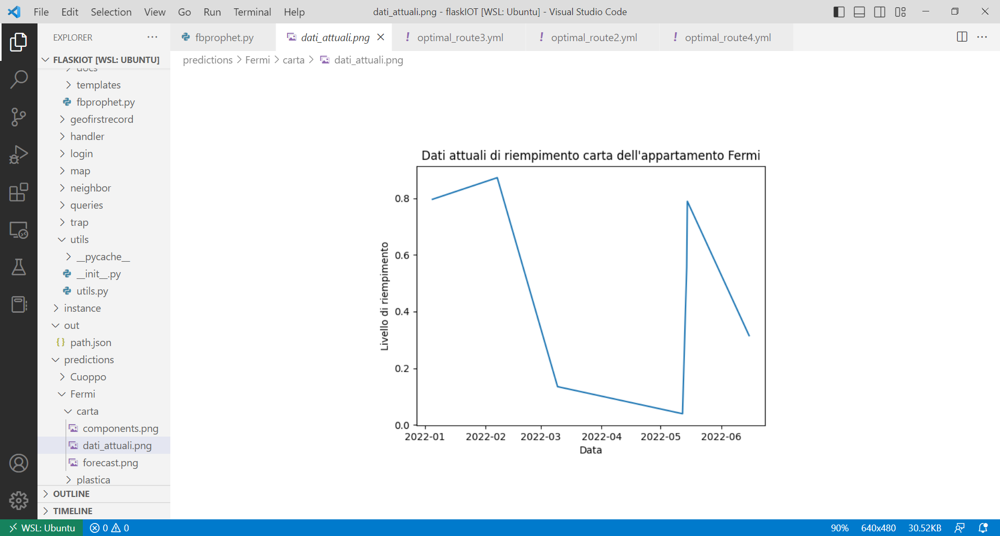 File Edit Selection View Go Run Terminal Help
dati_attuali.png - flaskIOT [WSL: Ubuntu] - Visual Studio Code
EXPLORER
FLASKIOT [WSL: UBUNTU]
docs
templates
fbprophet.py
geofirstrecord
handler
login
map
neighbor
queries
trap
utils
__pycache__
__init__.py
utils.py
instance
out
{} path.json
predictions
Cuoppo
Fermi
carta
components.png
dati_attuali.png
forecast.png
plastica
OUTLINE
TIMELINE
fbprophet.py
dati_attuali.png
! optimal_route3.yml
! optimal_route2.yml
! optimal_route4.yml
predictions > Fermi > carta > dati_attuali.png
Dati attuali di riempimento carta dell'appartamento Fermi
Livello di riempimento
0.8
0.6
0.4
0.2
0.0
2022-01 2022-02 2022-03 2022-04 2022-05 2022-06
Data
WSL: Ubuntu 0 0
90% 640x480 30.52KB